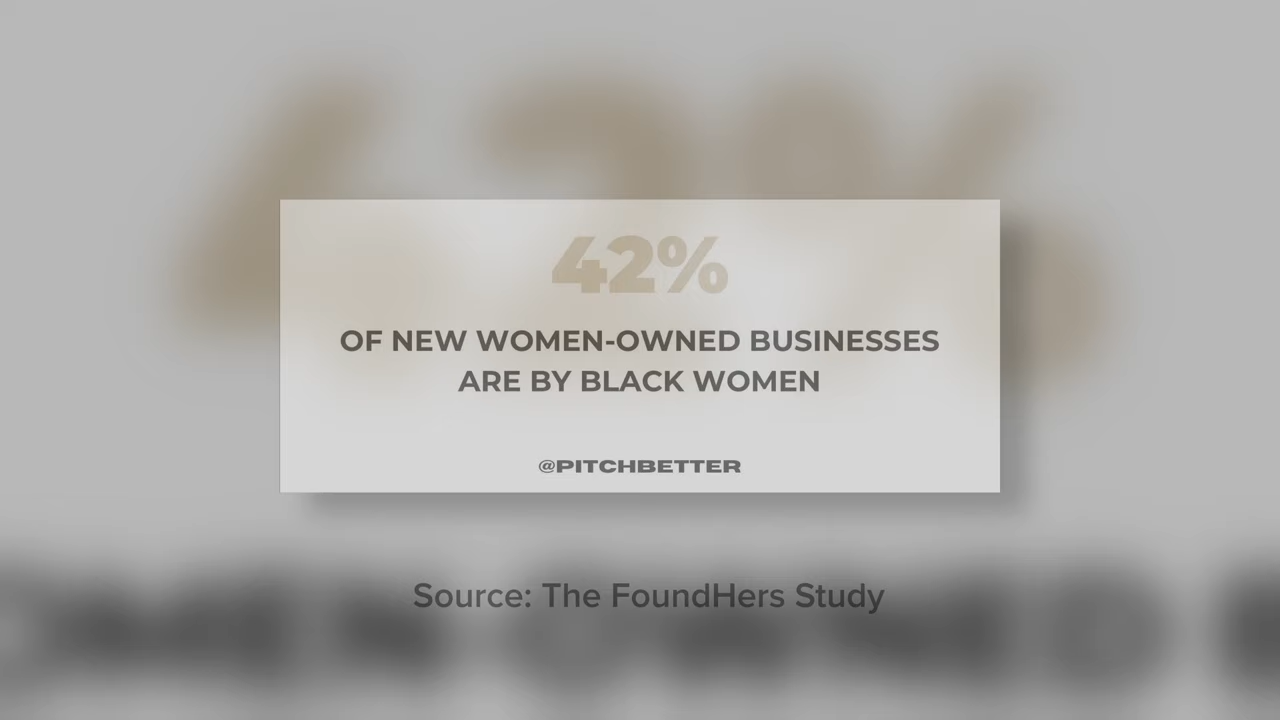 42%
OF NEW WOMEN-OWNED BUSINESSES
ARE BY BLACK WOMEN
@PITCHBETTER
Source: The FoundHers Study